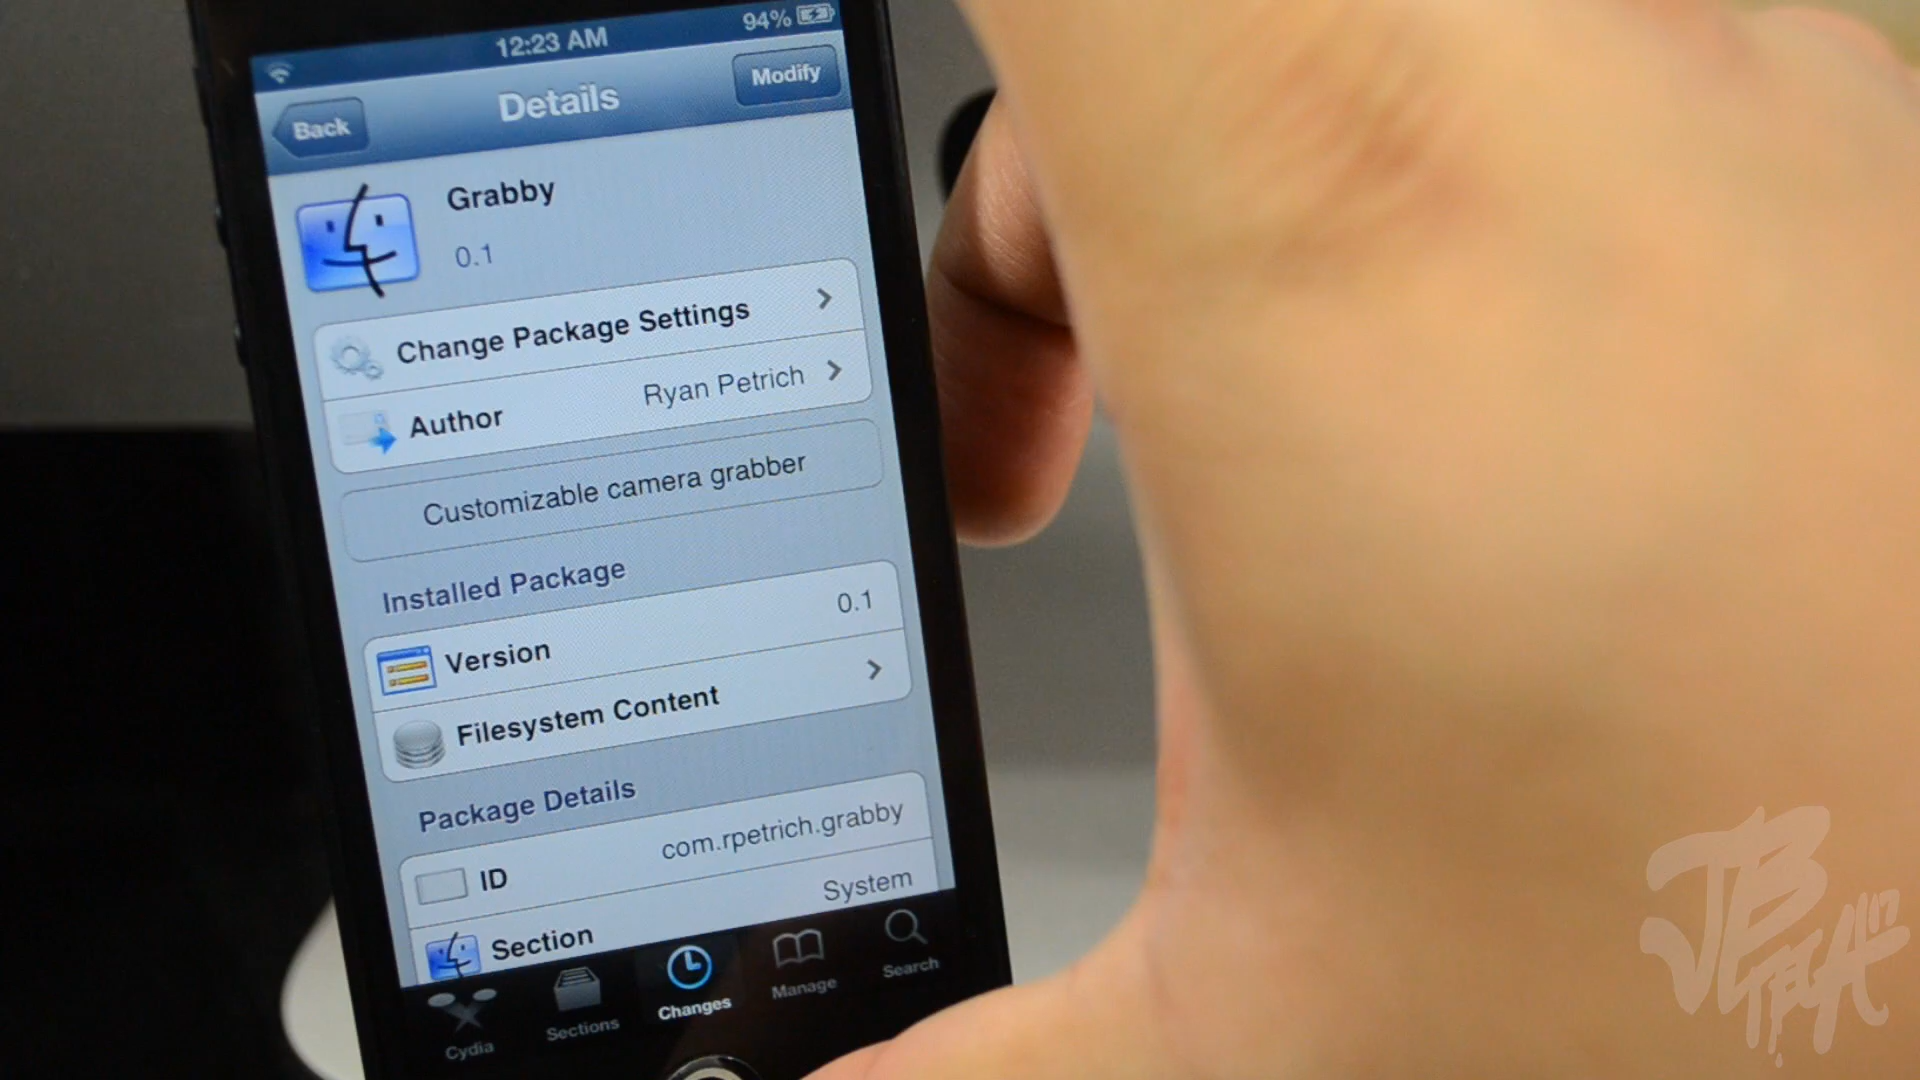 12:23 AM 94%
Back Details Modify
Grabby
0.1
Change Package Settings
Author Ryan Petrich
Customizable camera grabber
Installed Package
Version 0.1
Filesystem Content
Package Details
ID com.rpetrich.grabby
Section System
Cydia Sections Changes Manage Search